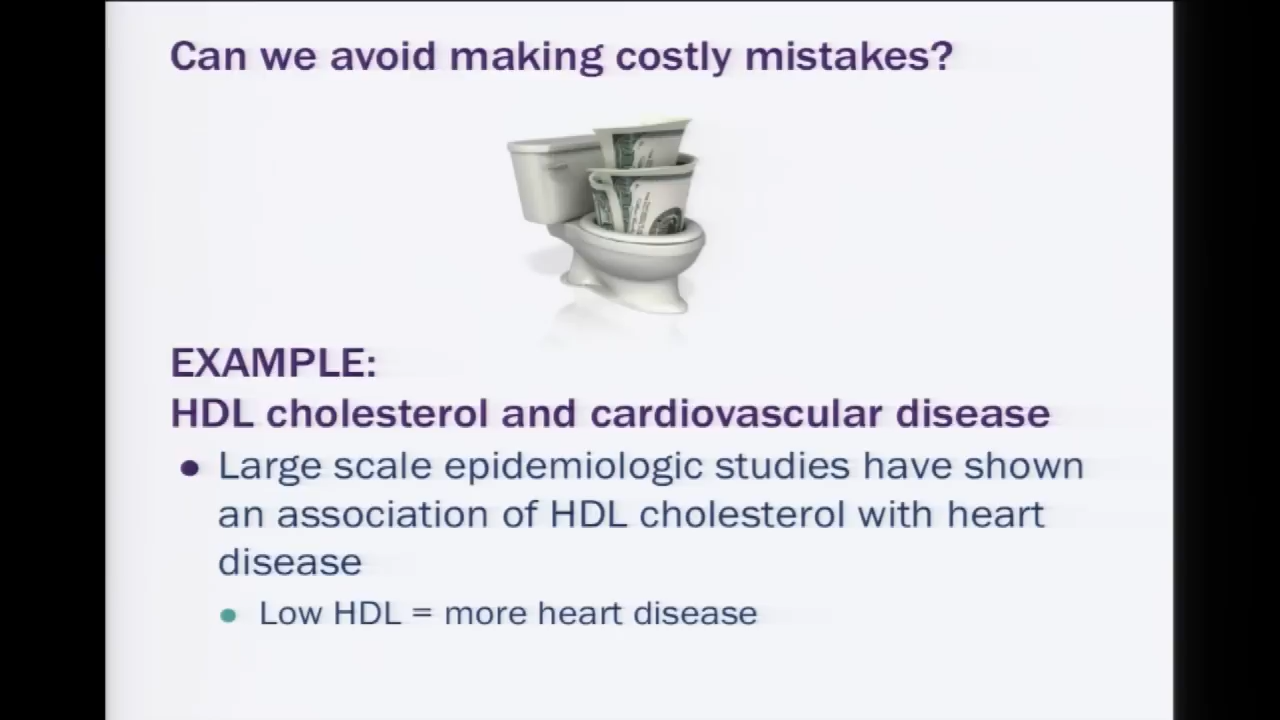 Can we avoid making costly mistakes?
EXAMPLE:
HDL cholesterol and cardiovascular disease
• Large scale epidemiologic studies have shown
an association of HDL cholesterol with heart
disease
• Low HDL = more heart disease